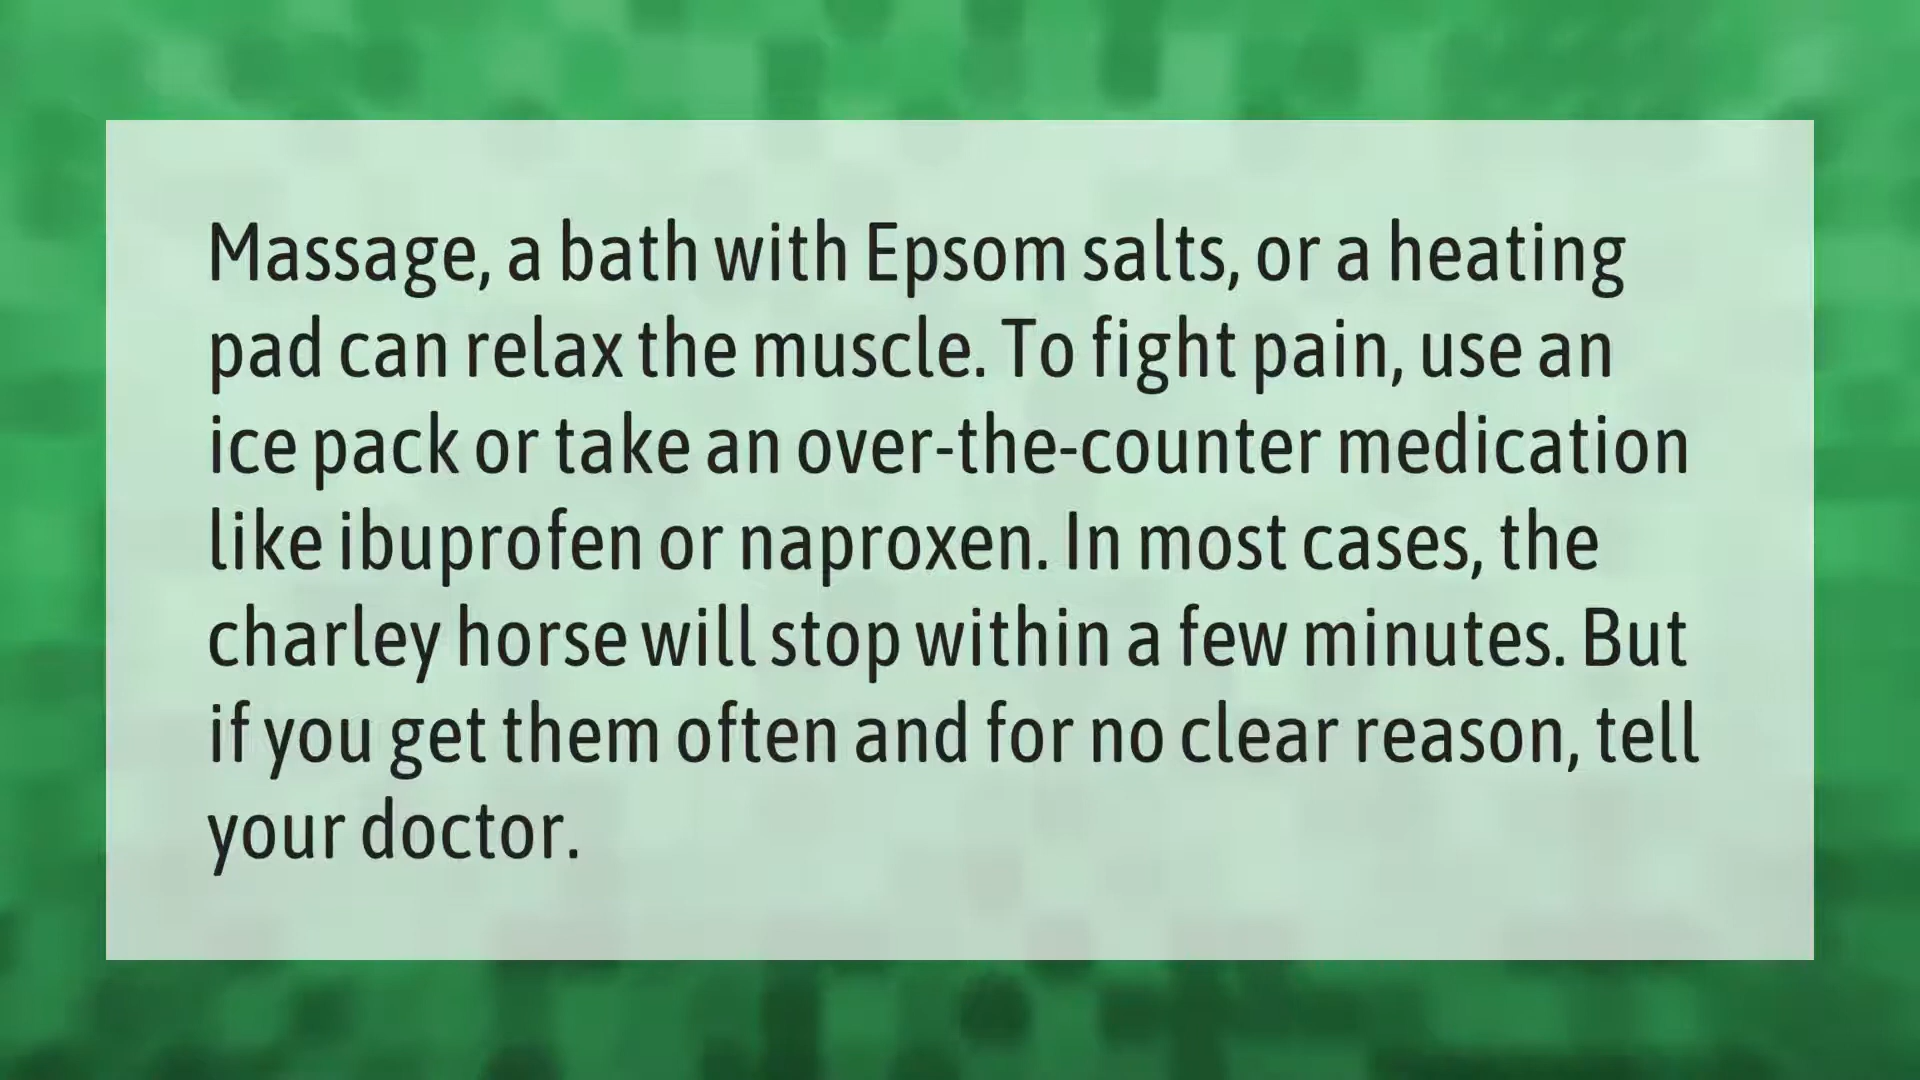 Massage, a bath with Epsom salts, or a heating
pad can relax the muscle. To fight pain, use an
ice pack or take an over-the-counter medication
like ibuprofen or naproxen. In most cases, the
charley horse will stop within a few minutes. But
if you get them often and for no clear reason, tell
your doctor.